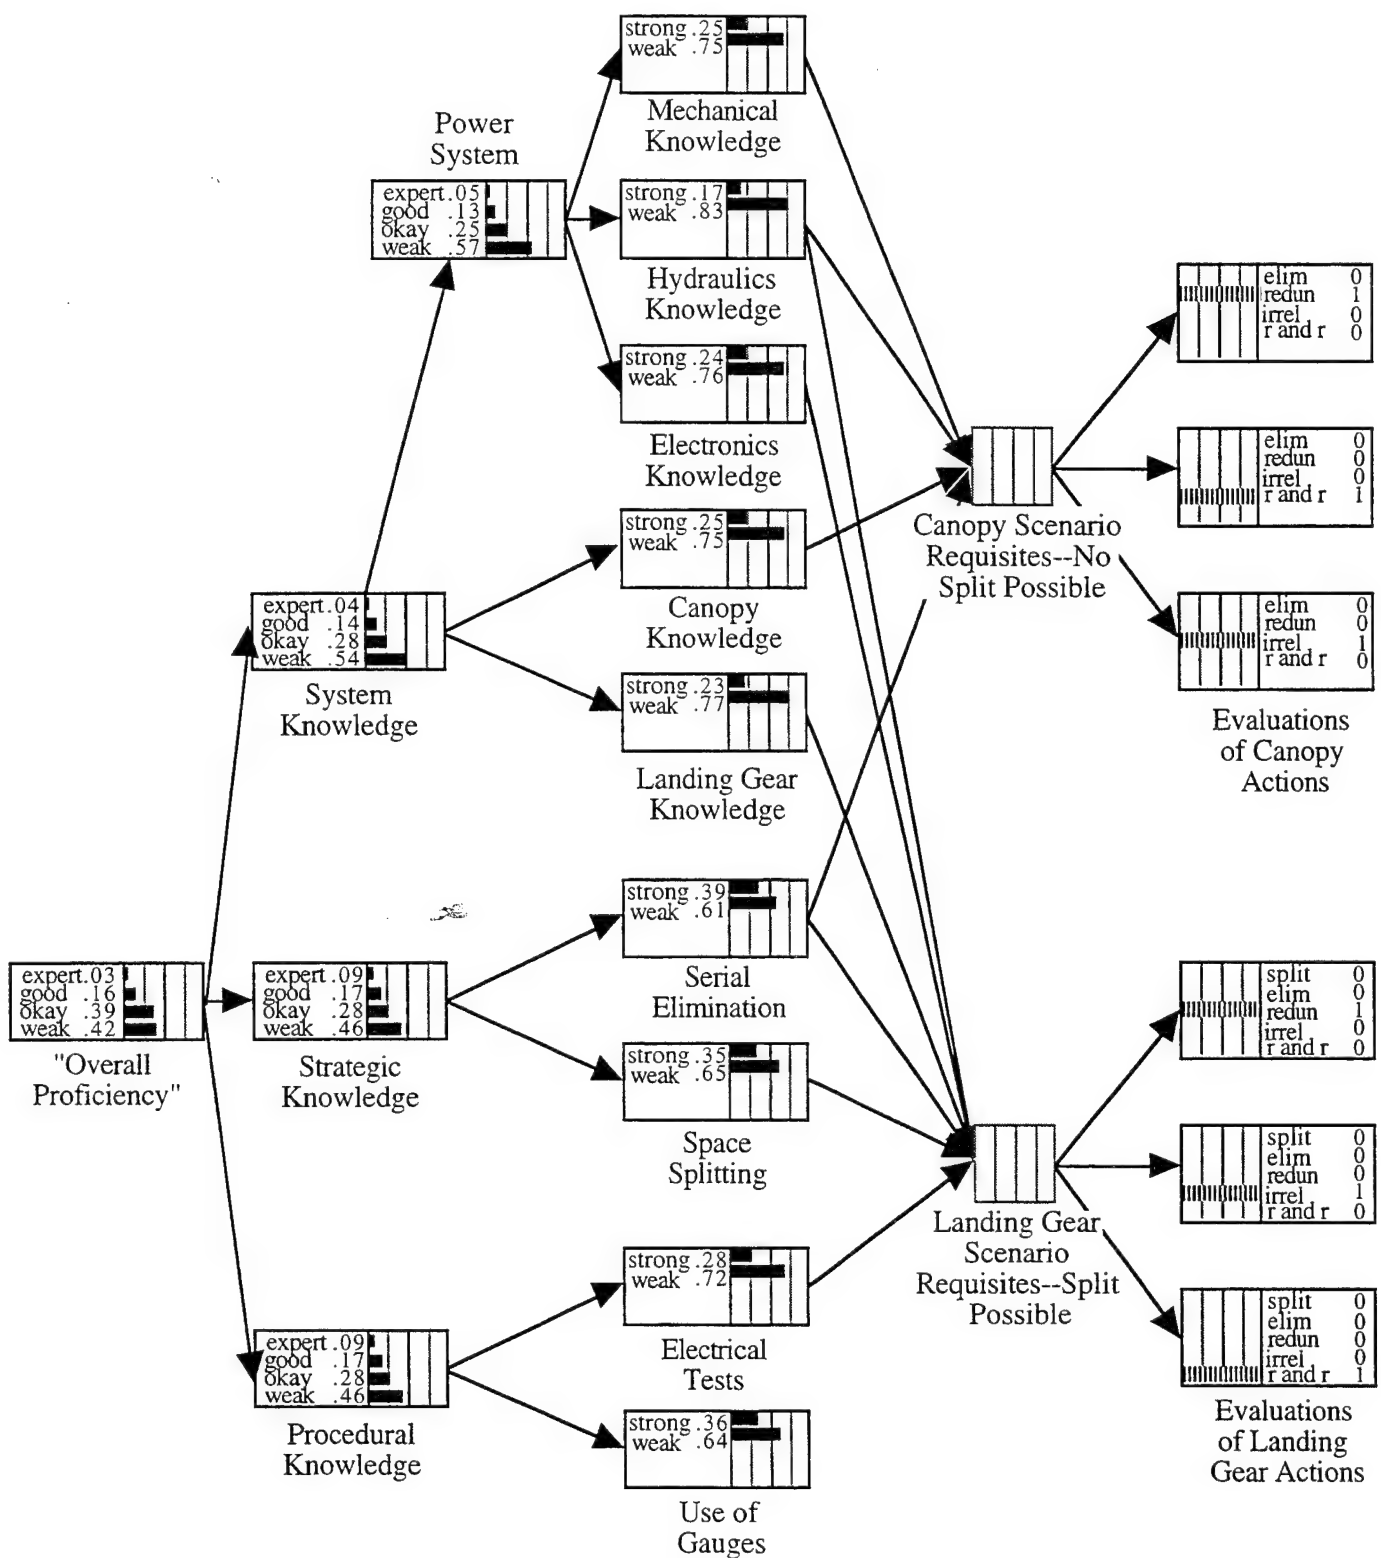 strong .25
weak .75
Mechanical
Knowledge
Power
System
expert .05
good .13
okay .25
weak .57
strong .17
weak .83
Hydraulics
Knowledge
strong .24
weak .76
Electronics
Knowledge
elim 0
redun 1
irrel 0
r and r 0
elim 0
redun 0
irrel 0
r and r 1
Canopy Scenario
Requisites--No
Split Possible
strong .25
weak .75
Canopy
Knowledge
elim 0
redun 0
irrel 1
r and r 0
Evaluations
of Canopy
Actions
expert .04
good .14
okay .28
weak .54
System
Knowledge
strong .23
weak .77
Landing Gear
Knowledge
strong .39
weak .61
Serial
Elimination
expert .03
good .16
okay .39
weak .42
"Overall
Proficiency"
expert .09
good .17
okay .28
weak .46
Strategic
Knowledge
strong .35
weak .65
Space
Splitting
split 0
elim 0
redun 1
irrel 0
r and r 0
split 0
elim 0
redun 0
irrel 1
r and r 0
Landing Gear
Scenario
Requisites--Split
Possible
strong .28
weak .72
Electrical
Tests
split 0
elim 0
redun 0
irrel 0
r and r 1
Evaluations
of Landing
Gear Actions
expert .09
good .17
okay .28
weak .46
Procedural
Knowledge
strong .36
weak .64
Use of
Gauges